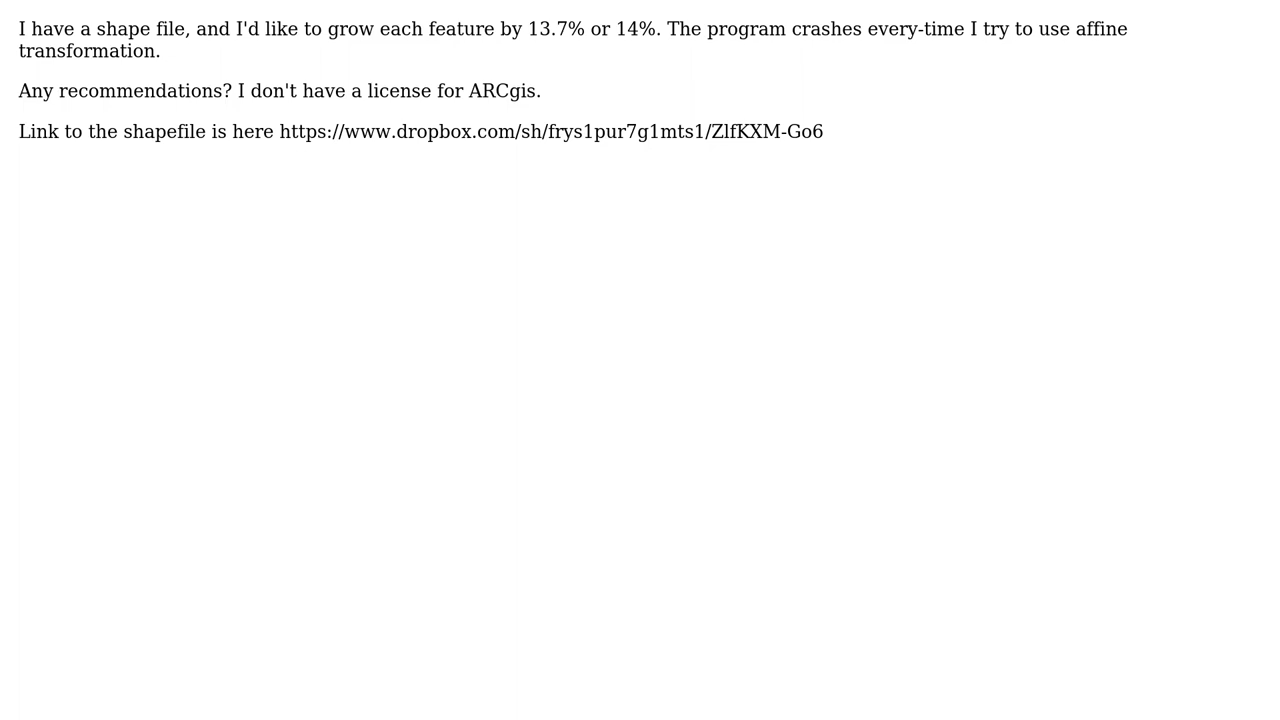 I have a shape file, and I'd like to grow each feature by 13.7% or 14%. The program crashes every-time I try to use affine
transformation.
Any recommendations? I don't have a license for ARCgis.
Link to the shapefile is here https://www.dropbox.com/sh/frys1pur7g1mts1/ZlfKXM-Go6